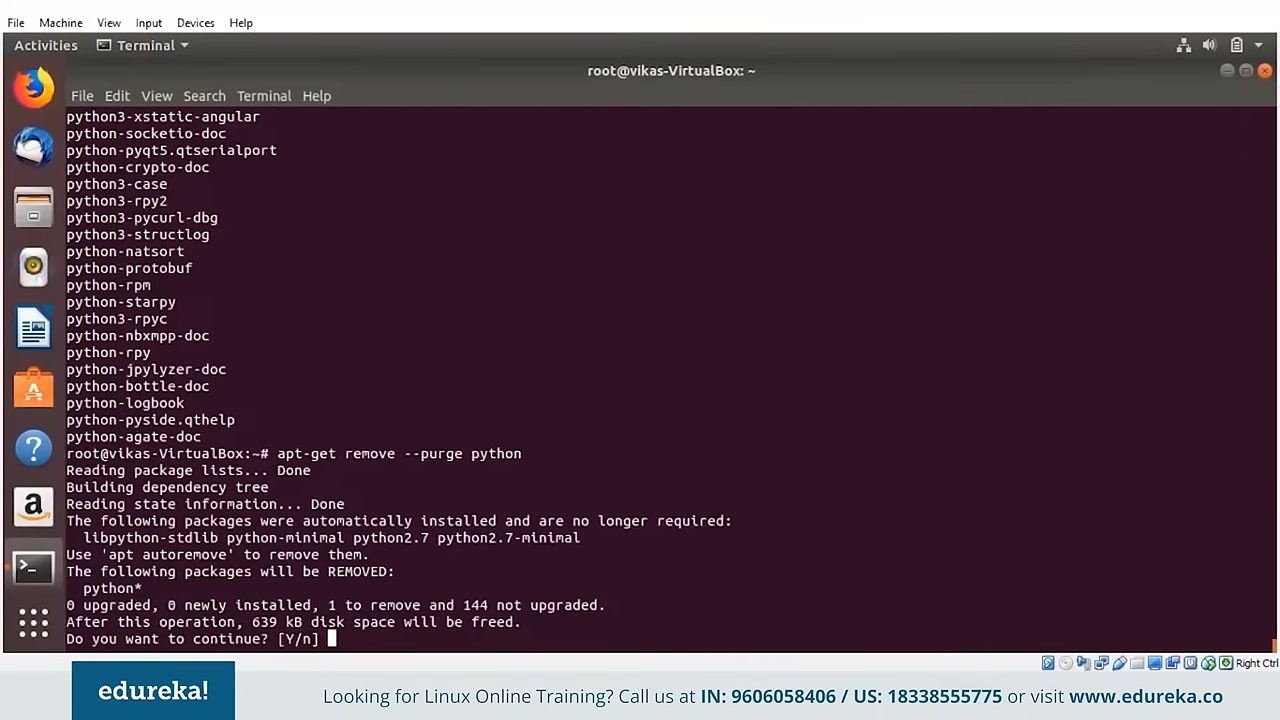 File Machine View Input Devices Help
Activities Terminal
root@vikas-VirtualBox: ~
File Edit View Search Terminal Help
python3-xstatic-angular
python-socketio-doc
python-pyqt5.qtserialport
python-crypto-doc
python3-case
python3-rpy2
python3-pycurl-dbg
python3-structlog
python-natsort
python-protobuf
python-rpm
python-starpy
python3-rpyc
python-nbxmpp-doc
python-rpy
python-jpylyzer-doc
python-bottle-doc
python-logbook
python-pyside.qthelp
python-agate-doc
root@vikas-VirtualBox:~# apt-get remove --purge python
Reading package lists... Done
Building dependency tree
Reading state information... Done
The following packages were automatically installed and are no longer required:
libpython-stdlib python-minimal python2.7 python2.7-minimal
Use 'apt autoremove' to remove them.
The following packages will be REMOVED:
python*
0 upgraded, 0 newly installed, 1 to remove and 144 not upgraded.
After this operation, 639 kB disk space will be freed.
Do you want to continue? [Y/n]
Right Ctrl
edureka!
Looking for Linux Online Training? Call us at IN: 9606058406 / US: 18338555775 or visit www.edureka.co